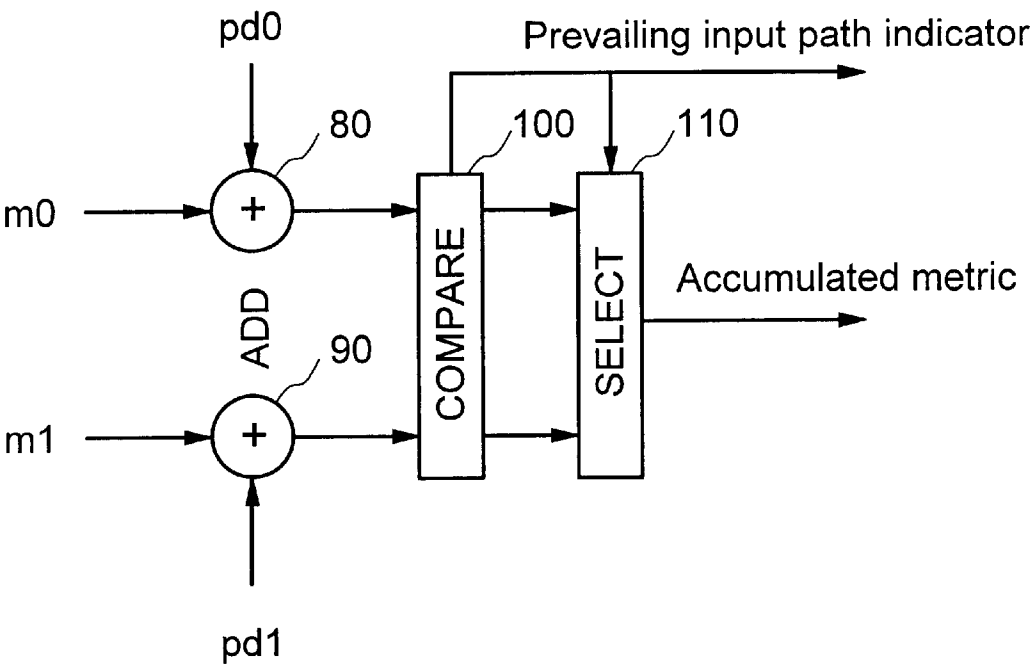 pd0
Prevailing input path indicator
80
100
110
m0
+
COMPARE
SELECT
ADD
Accumulated metric
90
m1
+
pd1